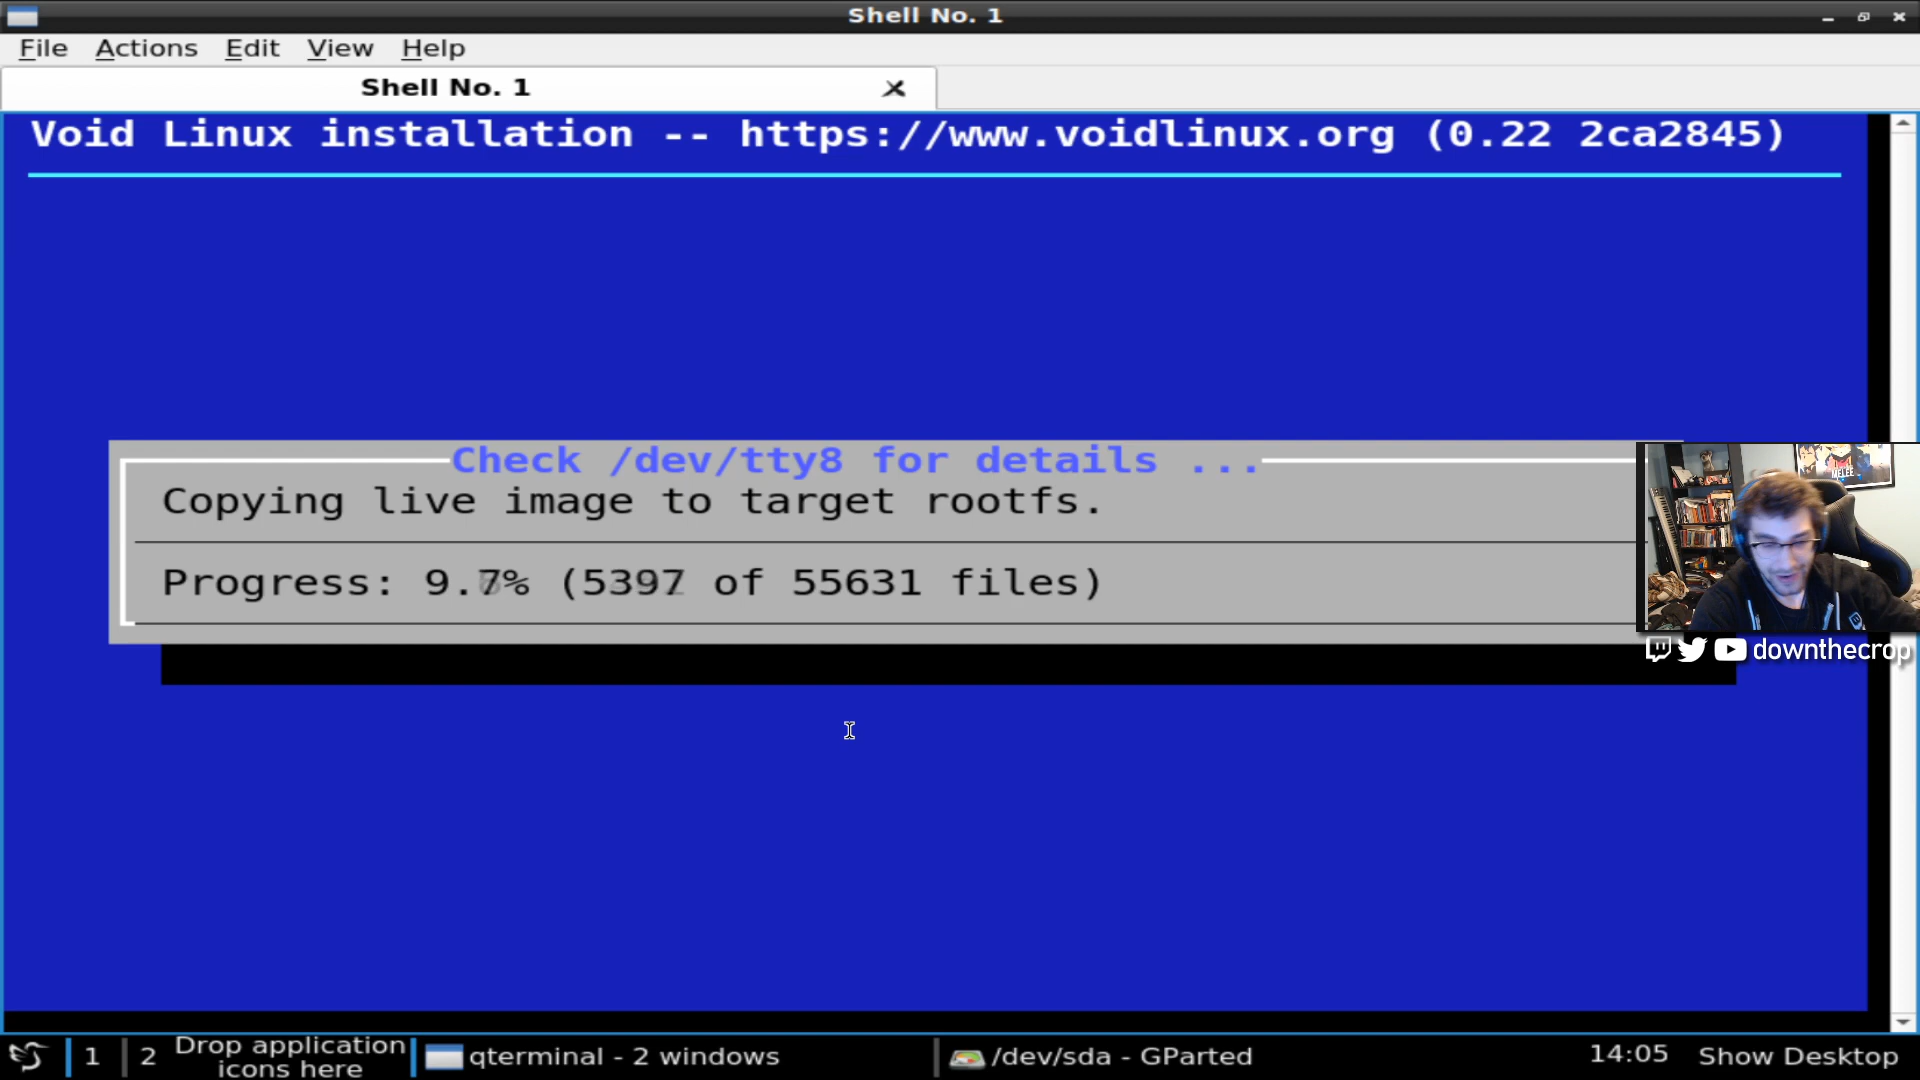 Shell No. 1
File Actions Edit View Help
Shell No. 1
Void Linux installation -- https://www.voidlinux.org (0.22 2ca2845)
Check /dev/tty8 for details ...
Copying live image to target rootfs.
Progress: 9.7% (5397 of 55631 files)
MELEE
downthecrop
1 2 Drop application icons here qterminal - 2 windows /dev/sda - GParted 14:05 Show Desktop